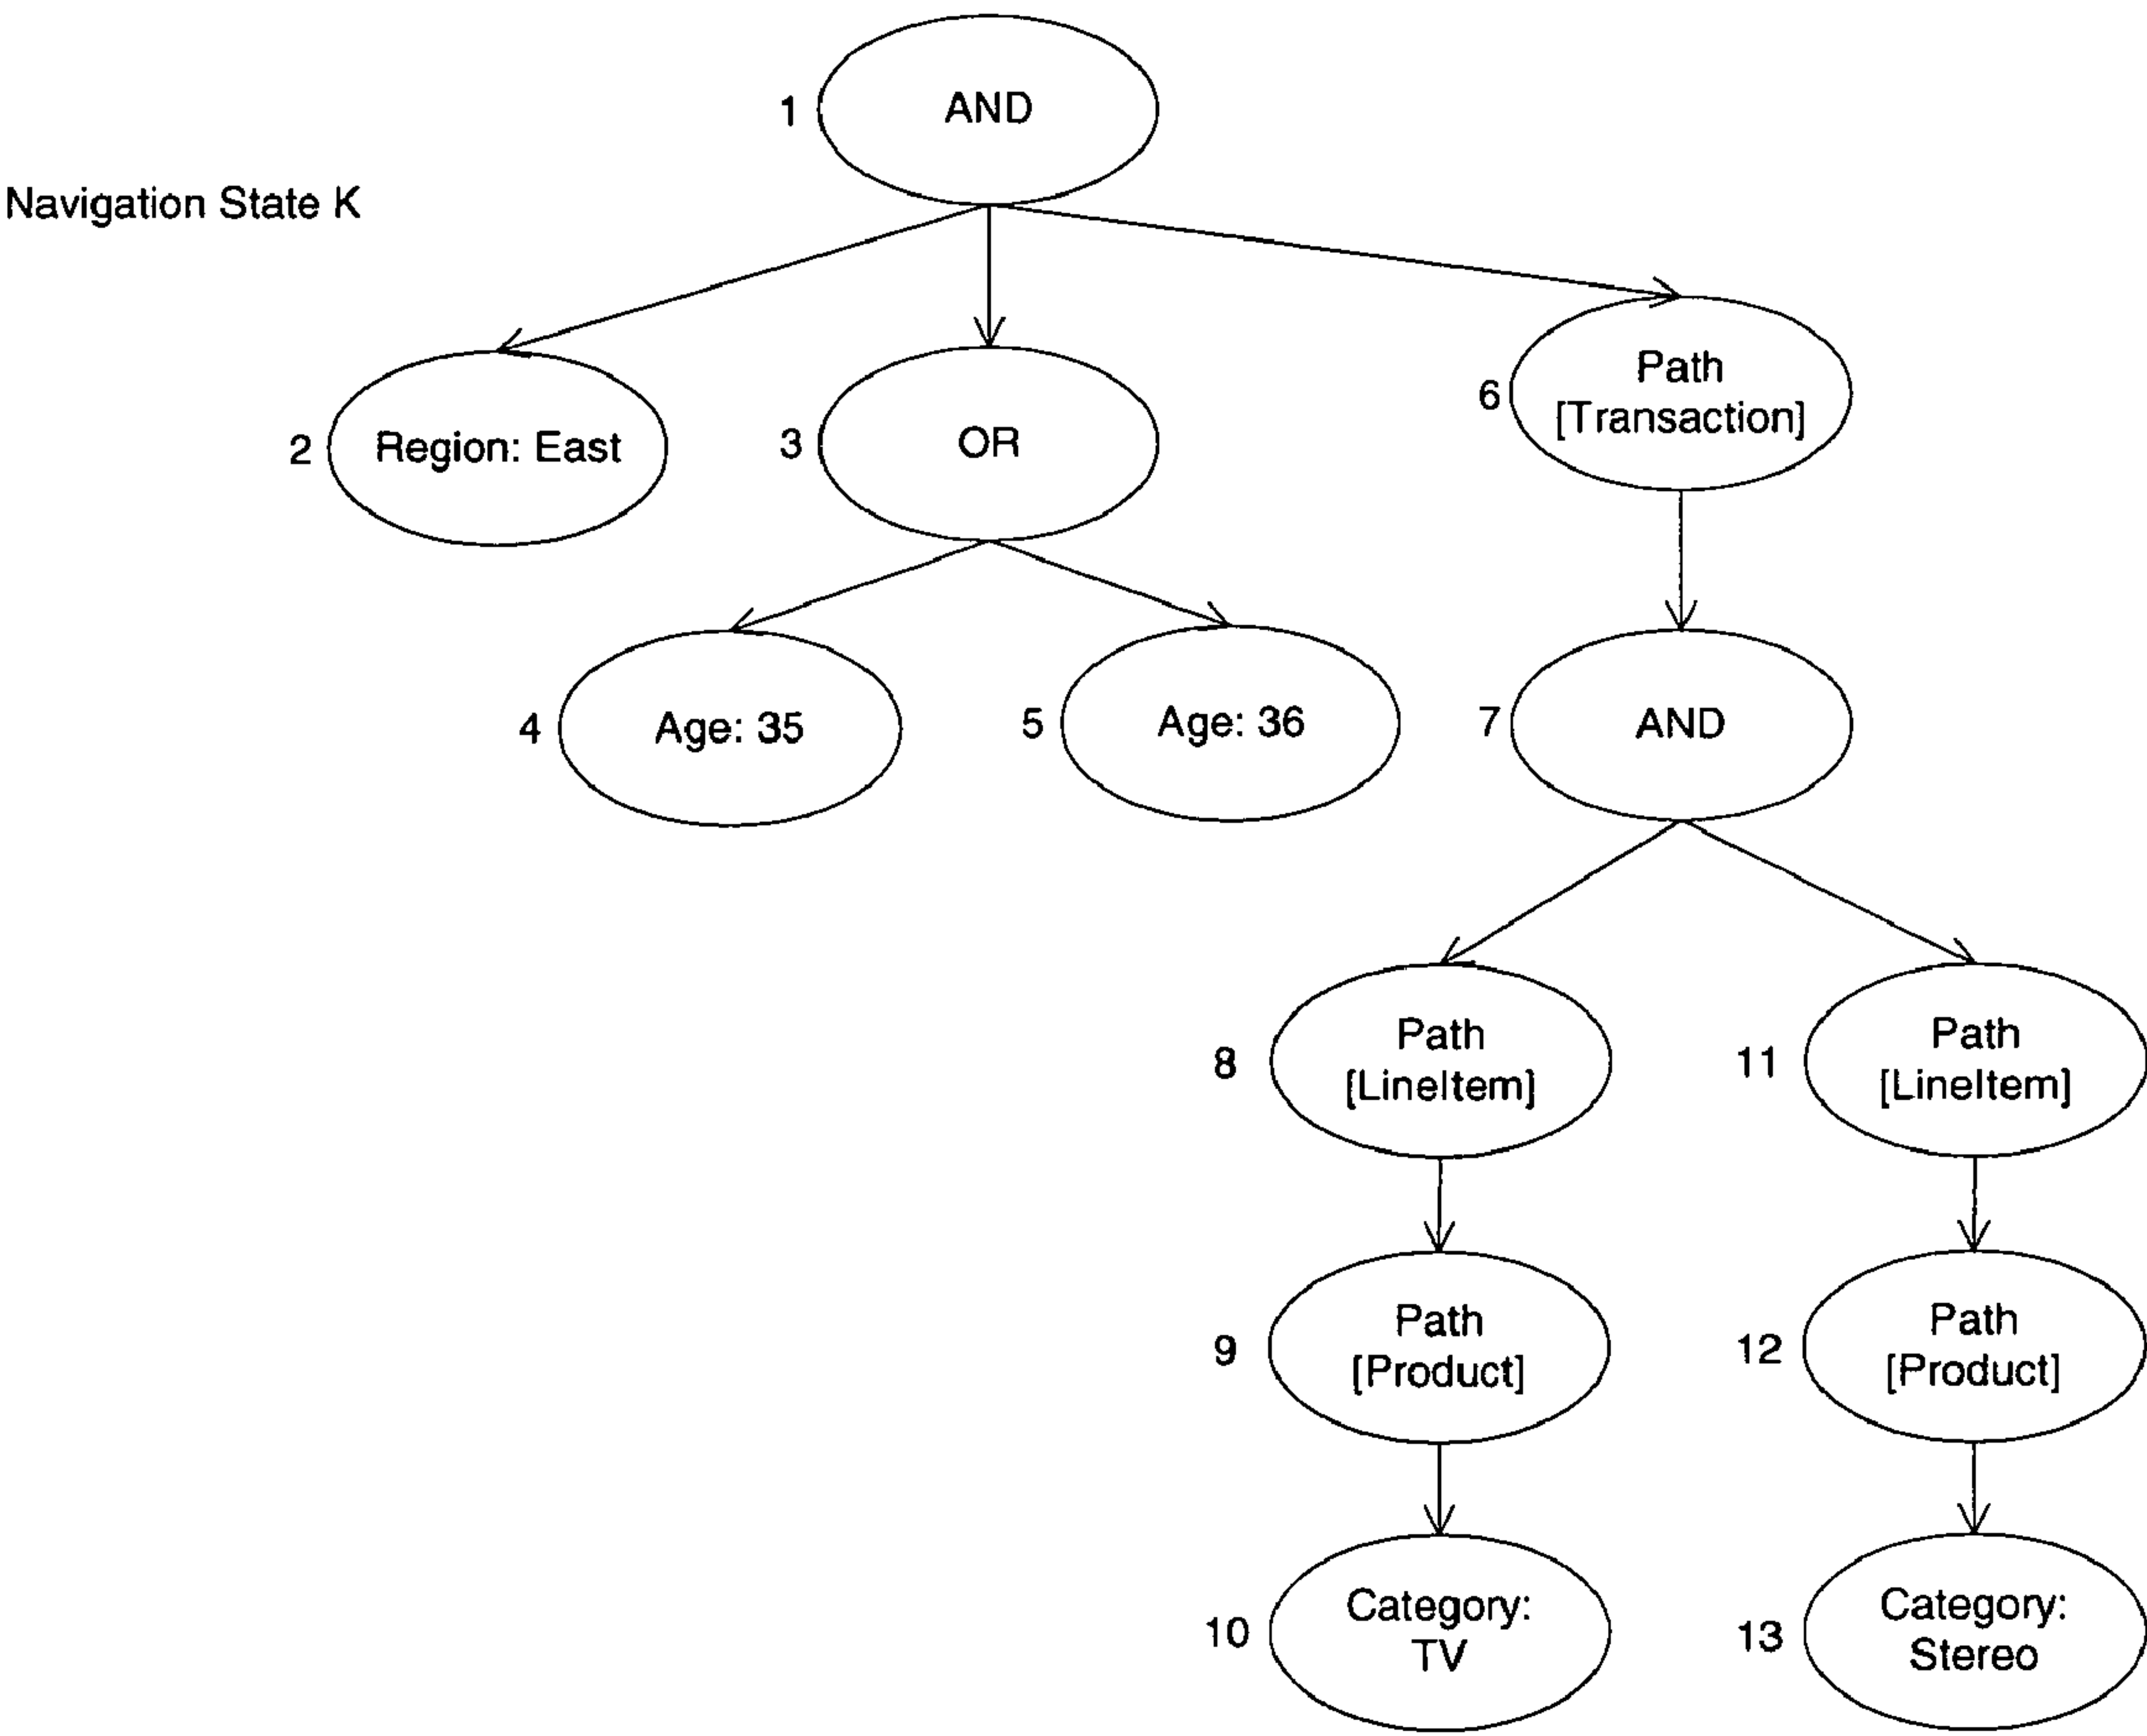 1
AND
Navigation State K
2
Region: East
3
OR
6
Path
[Transaction]
4
Age: 35
5
Age: 36
7
AND
8
Path
[LineItem]
11
Path
[LineItem]
9
Path
[Product]
12
Path
[Product]
10
Category:
TV
13
Category:
Stereo